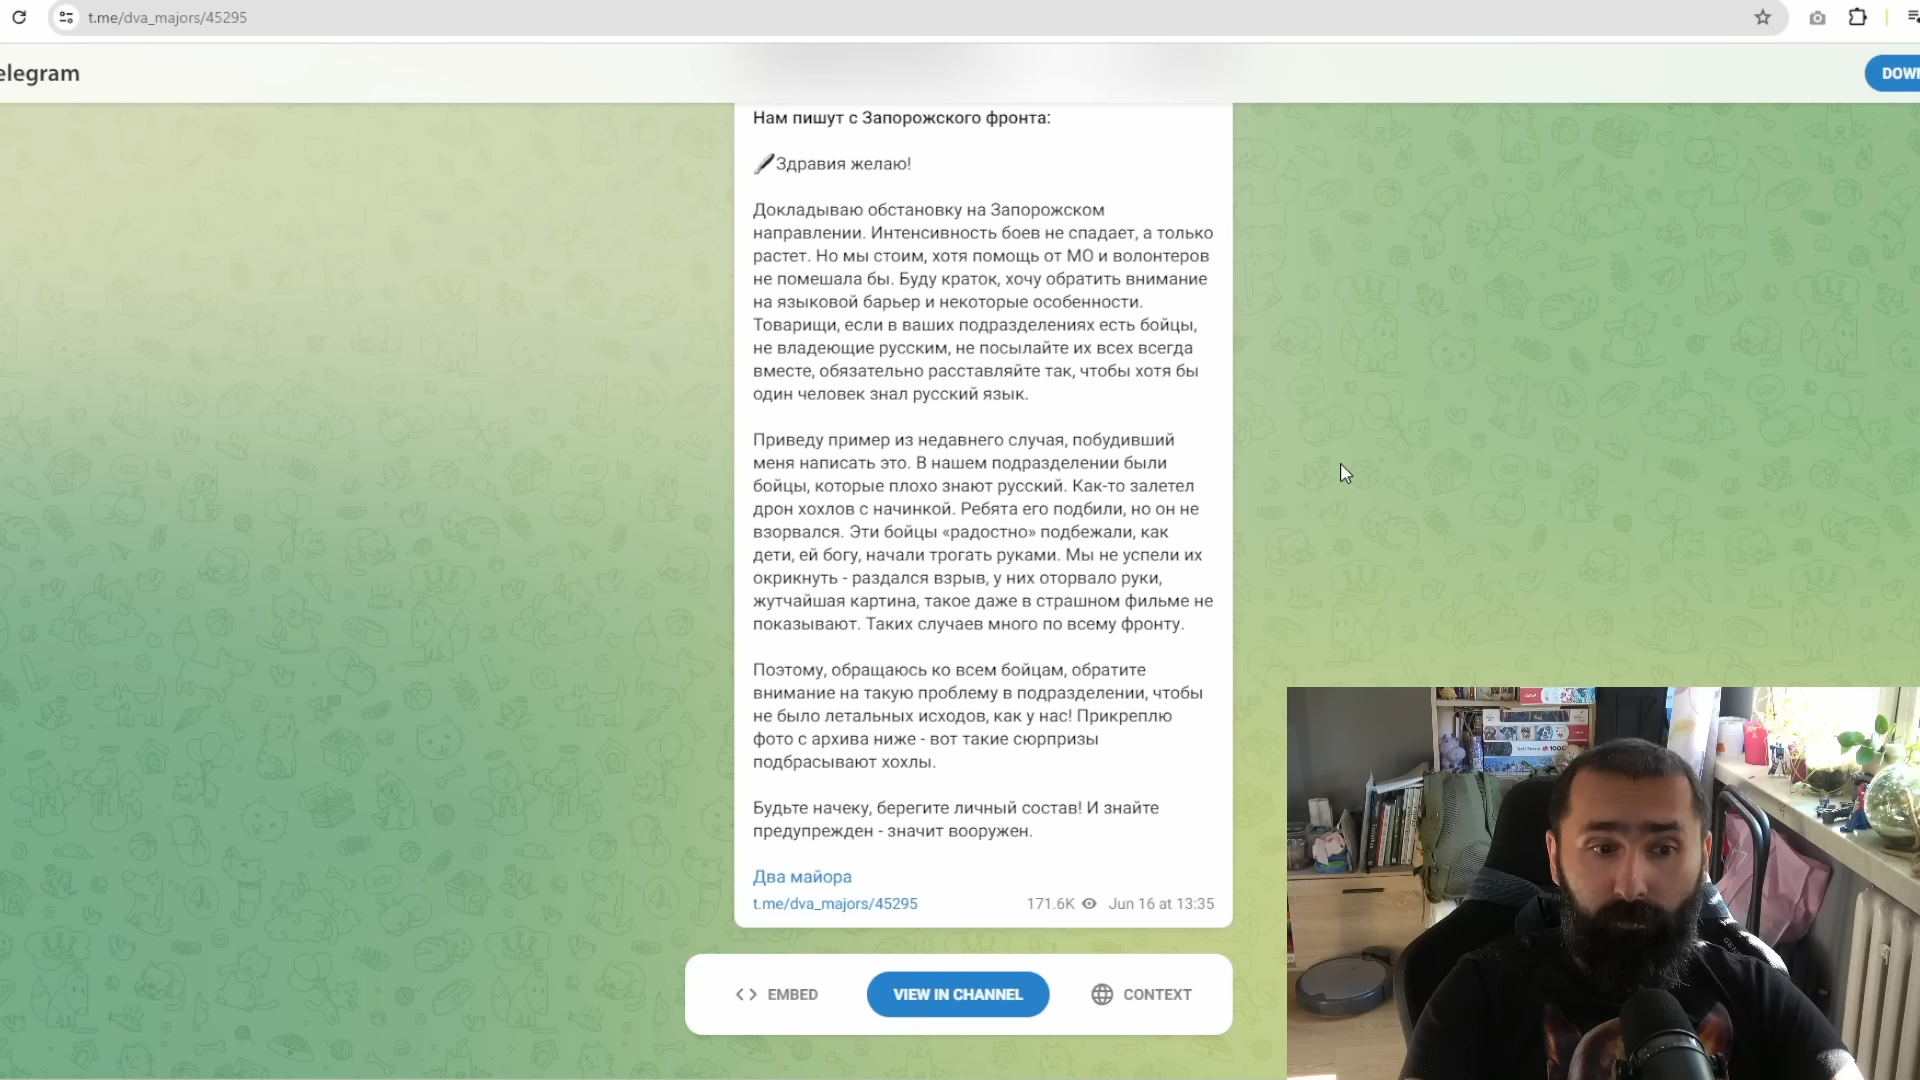 t.me/dva_majors/45295
elegram
DOWN
Нам пишут с Запорожского фронта:
Здравия желаю!
Докладываю обстановку на Запорожском
направлении. Интенсивность боев не спадает, а только
растет. Но мы стоим, хотя помощь от МО и волонтеров
не помешала бы. Буду краток, хочу обратить внимание
на языковой барьер и некоторые особенности.
Товарищи, если в ваших подразделениях есть бойцы,
не владеющие русским, не посылайте их всех всегда
вместе, обязательно расставляйте так, чтобы хотя бы
один человек знал русский язык.
Приведу пример из недавнего случая, побудивший
меня написать это. В нашем подразделении были
бойцы, которые плохо знают русский. Как-то залетел
дрон хохлов с начинкой. Ребята его подбили, но он не
взорвался. Эти бойцы «радостно» подбежали, как
дети, ей богу, начали трогать руками. Мы не успели их
окрикнуть - раздался взрыв, у них оторвало руки,
жутчайшая картина, такое даже в страшном фильме не
показывают. Таких случаев много по всему фронту.
Поэтому, обращаюсь ко всем бойцам, обратите
внимание на такую проблему в подразделении, чтобы
не было летальных исходов, как у нас! Прикреплю
фото с архива ниже - вот такие сюрпризы
подбрасывают хохлы.
Будьте начеку, берегите личный состав! И знайте
предупрежден - значит вооружен.
Два майора
t.me/dva_majors/45295 171.6K Jun 16 at 13:35
EMBED VIEW IN CHANNEL CONTEXT